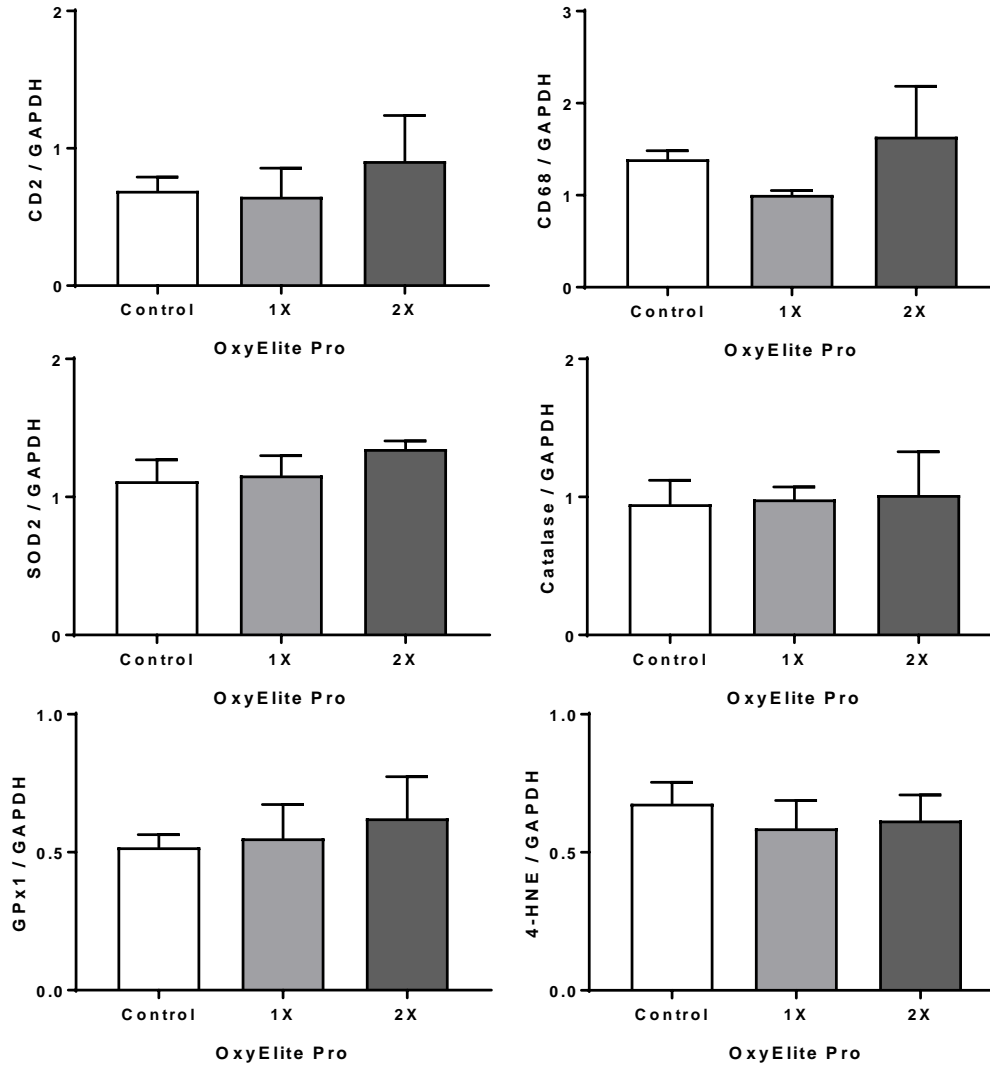 CD2 / GAPDH
2
1
0
Control 1X 2X
OxyElite Pro
CD68 / GAPDH
3
2
1
0
Control 1X 2X
OxyElite Pro
SOD2 / GAPDH
2
1
0
Control 1X 2X
OxyElite Pro
Catalase / GAPDH
2
1
0
Control 1X 2X
OxyElite Pro
GPx1 / GAPDH
1.0
0.5
0.0
Control 1X 2X
OxyElite Pro
4-HNE / GAPDH
1.0
0.5
0.0
Control 1X 2X
OxyElite Pro